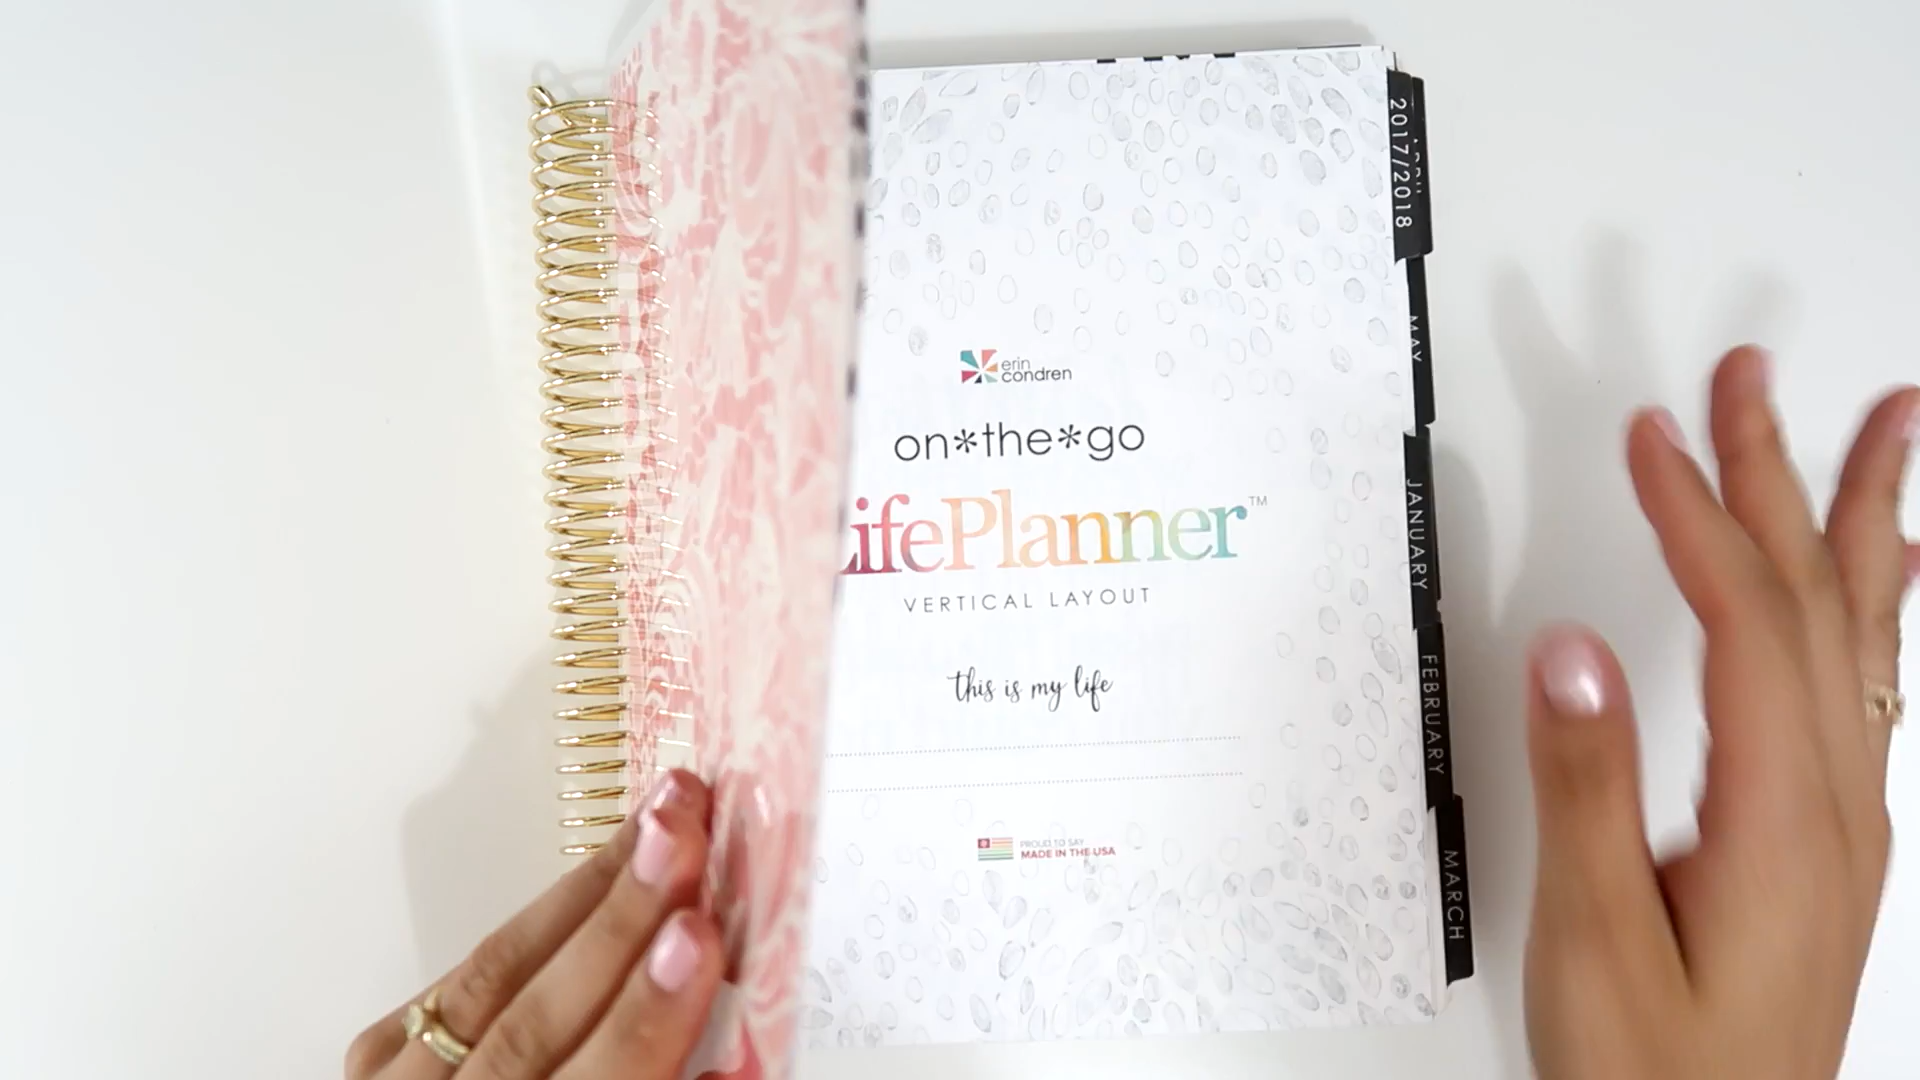 erin
condren
on*the*go
LifePlanner™
VERTICAL LAYOUT
this is my life
PROUD TO SAY
MADE IN THE USA
2017/2018
MAY
JANUARY
FEBRUARY
MARCH